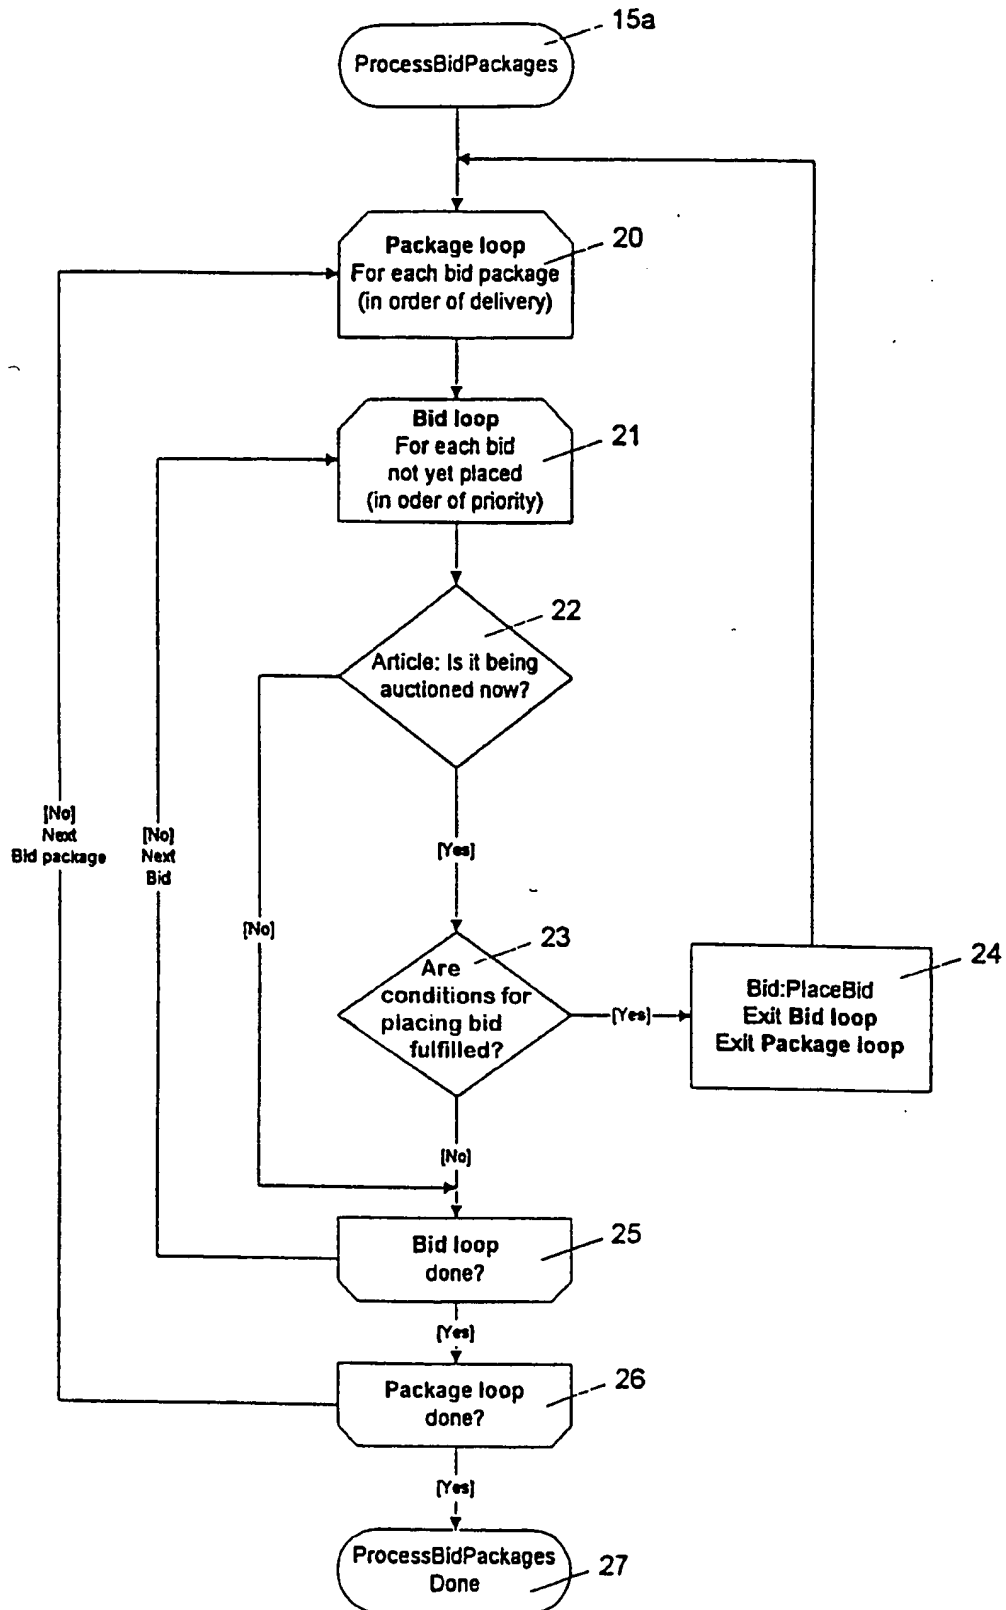 15a
ProcessBidPackages
20
Package loop
For each bid package
(in order of delivery)
21
Bid loop
For each bid
not yet placed
(in oder of priority)
22
Article: Is it being
auctioned now?
[No]
Next
Bid package
[No]
Next
Bid
[Yes]
[No]
23
Are
conditions for
placing bid
fulfilled?
[Yes]
24
Bid:PlaceBid
Exit Bid loop
Exit Package loop
[No]
25
Bid loop
done?
[Yes]
26
Package loop
done?
[Yes]
ProcessBidPackages
Done
27